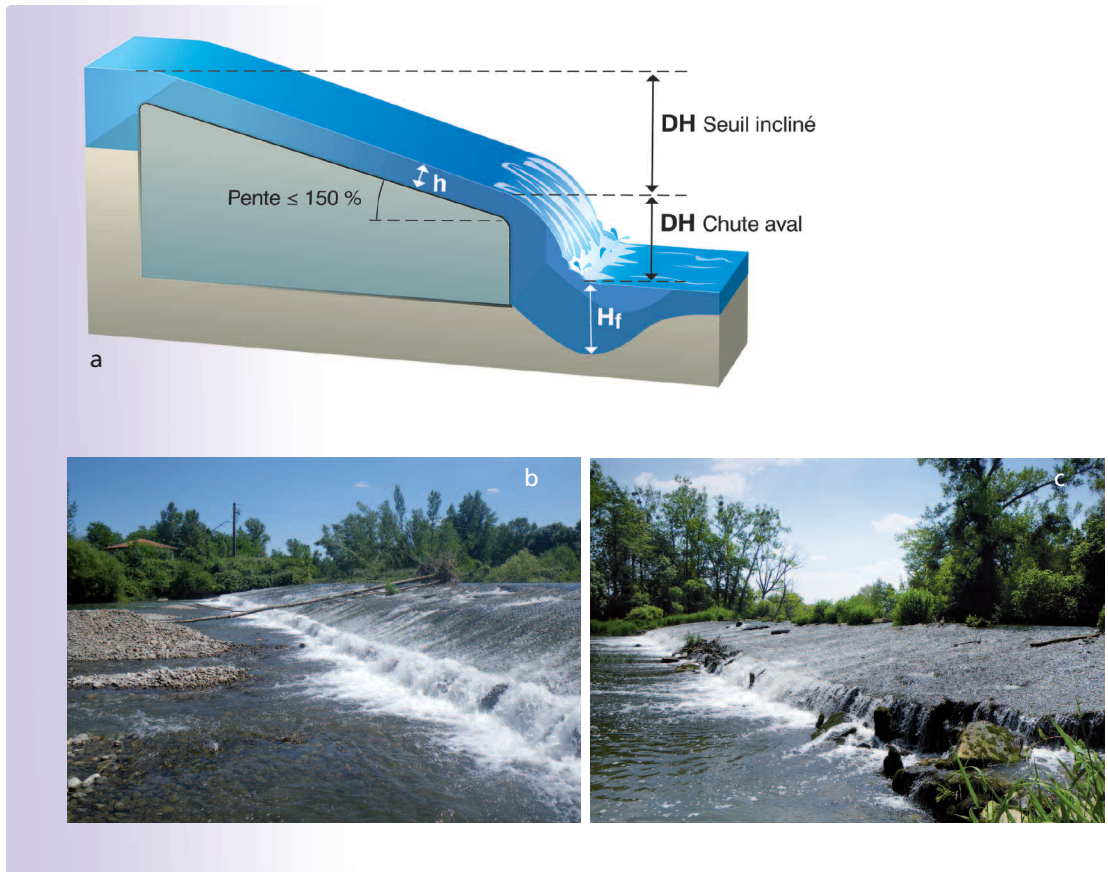 DH Seuil incliné
h
Pente ≤ 150 %
DH Chute aval
Hf
a
b
c